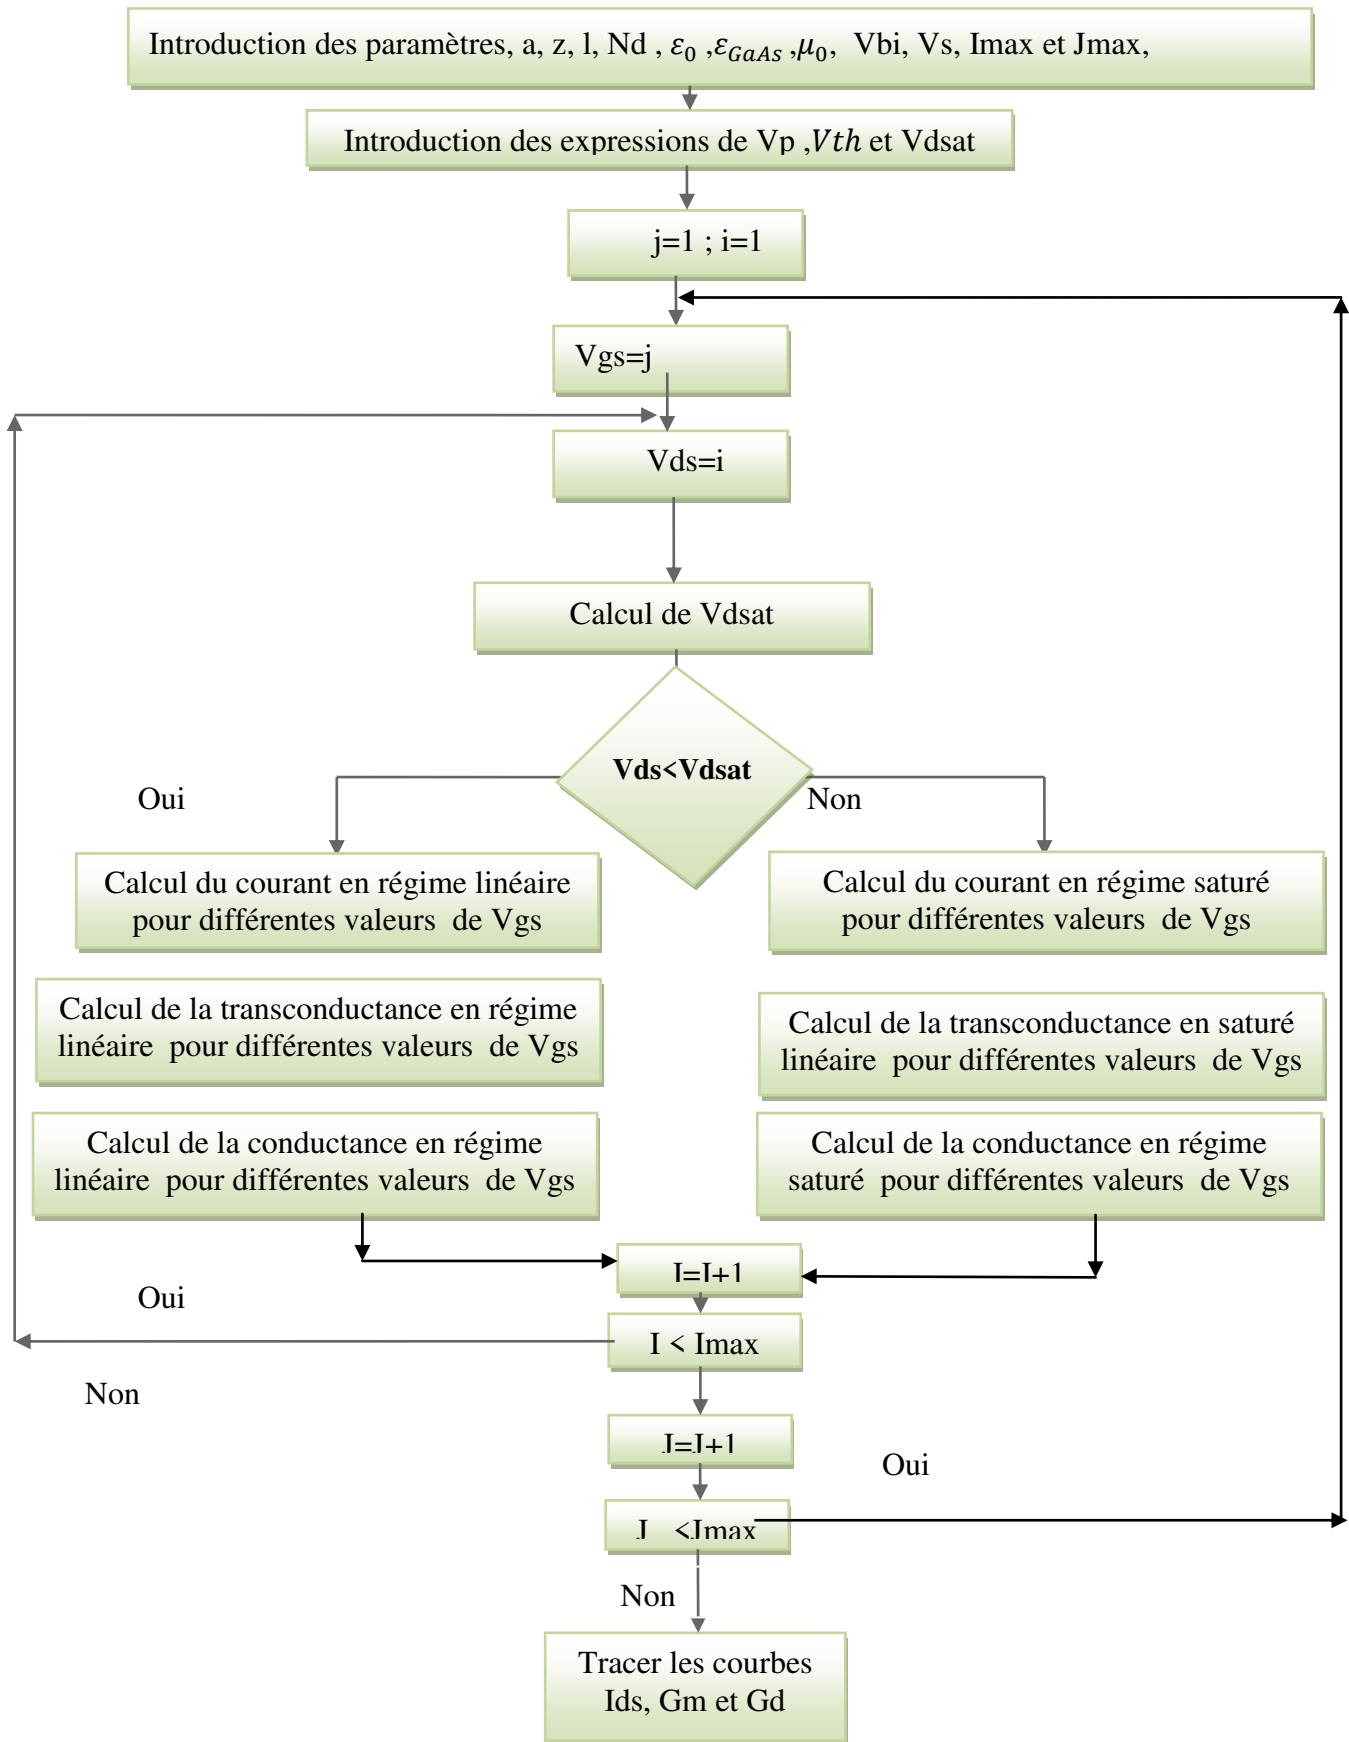 Introduction des paramètres, a, z, l, Nd , ε₀ ,ε_GaAs ,μ₀, Vbi, Vs, Imax et Jmax,
Introduction des expressions de Vp ,Vth et Vdsat
j=1 ; i=1
Vgs=j
Vds=i
Calcul de Vdsat
Vds<Vdsat
Oui
Non
Calcul du courant en régime linéaire
pour différentes valeurs de Vgs
Calcul du courant en régime saturé
pour différentes valeurs de Vgs
Calcul de la transconductance en régime
linéaire pour différentes valeurs de Vgs
Calcul de la transconductance en saturé
linéaire pour différentes valeurs de Vgs
Calcul de la conductance en régime
linéaire pour différentes valeurs de Vgs
Calcul de la conductance en régime
saturé pour différentes valeurs de Vgs
I=I+1
Oui
I < Imax
Non
J=J+1
Oui
J <Jmax
Non
Tracer les courbes
Ids, Gm et Gd